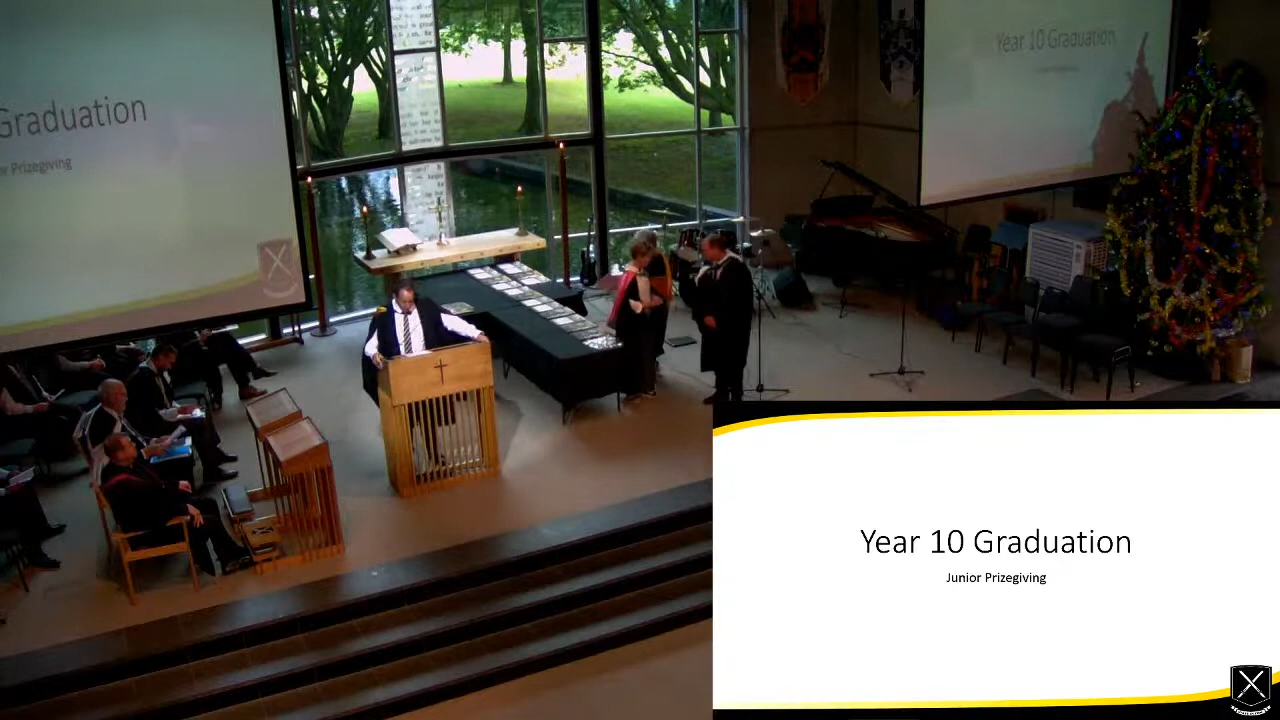 Graduation
Prizegiving
Year 10 Graduation
Year 10 Graduation
Junior Prizegiving